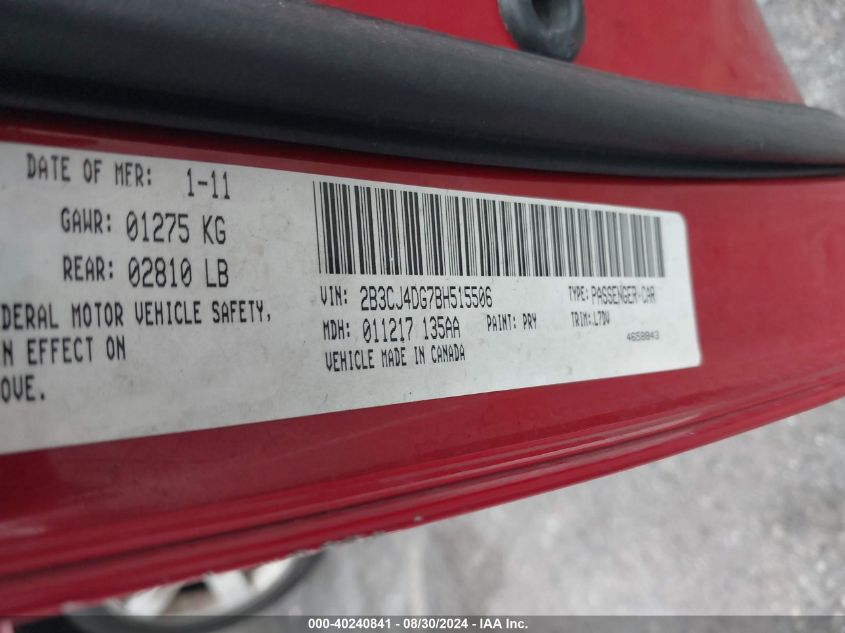 DATE OF MFR: 1-11
GAWR: 01275 KG
REAR: 02810 LB
DERAL MOTOR VEHICLE SAFETY,
N EFFECT ON
OVE.
VIN: 2B3CJ4DG7BH515506 TYPE: PASSENGER-CAR
MDH: 011217 135AA PAINT: PRY TRIM: L7DV
VEHICLE MADE IN CANADA 4658843
000-40240841 - 08/30/2024 - IAA Inc.